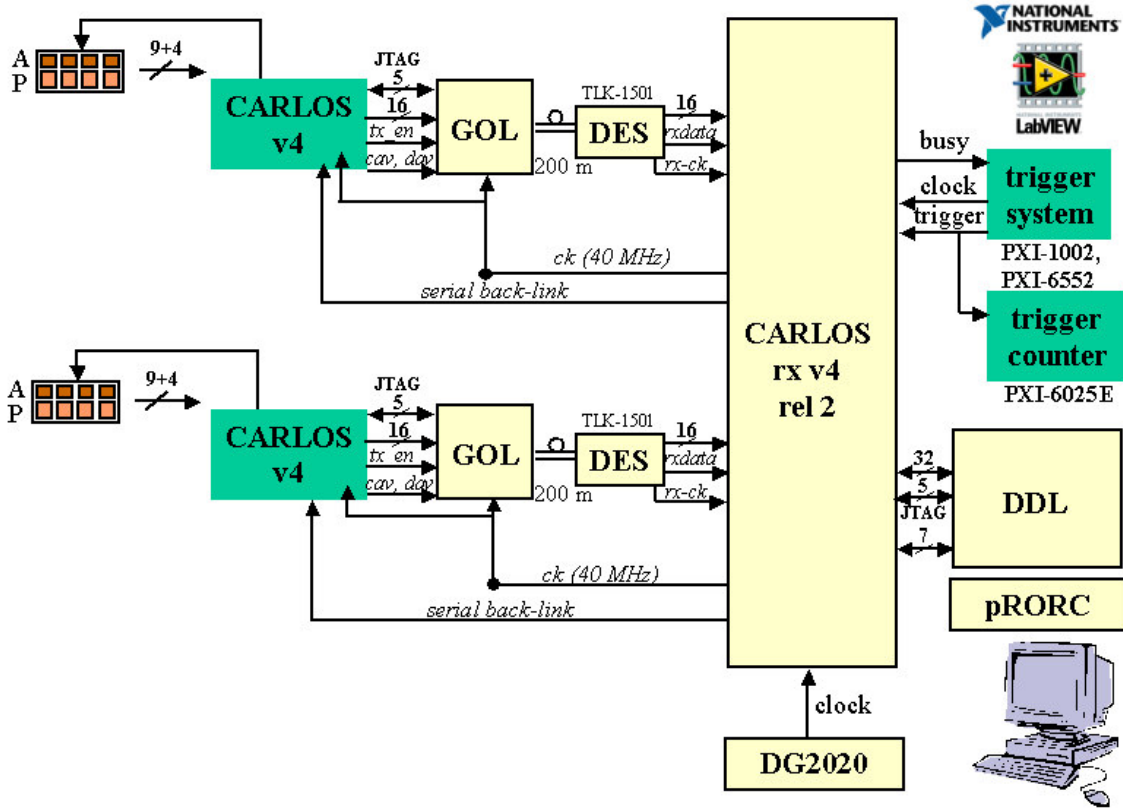 NATIONAL
INSTRUMENTS™
NATIONAL INSTRUMENTS
LabVIEW
A
P
9+4
CARLOS
v4
JTAG
5
16
tx_en
cav, dav
GOL
200 m
TLK-1501
DES
16
rxdata
rx-ck
ck (40 MHz)
serial back-link
A
P
9+4
CARLOS
v4
JTAG
5
16
tx_en
cav, dav
GOL
200 m
TLK-1501
DES
16
rxdata
rx-ck
ck (40 MHz)
serial back-link
CARLOS
rx v4
rel 2
busy
clock
trigger
trigger
system
PXI-1002,
PXI-6552
trigger
counter
PXI-6025E
32
5
JTAG
7
DDL
pRORC
clock
DG2020